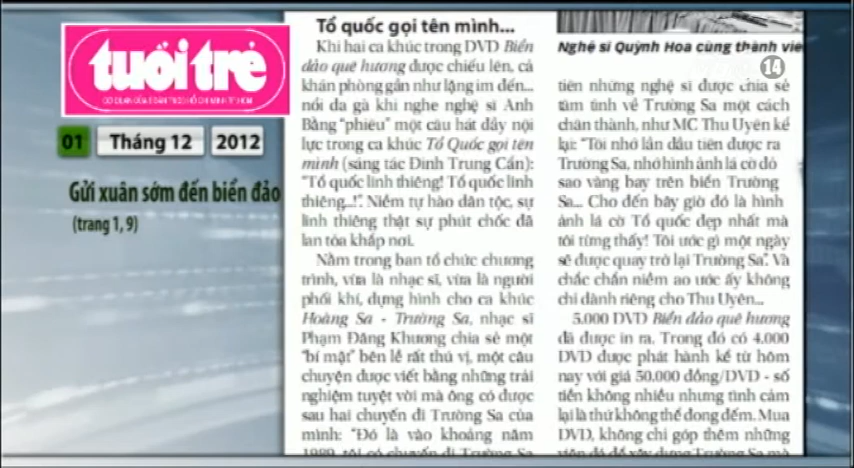 tuổi trẻ
01 Tháng 12 2012
Gửi xuân sớm đến biển đảo
(trang 1, 9)
Tổ quốc gọi tên mình...
Khi hai ca khúc trong DVD Biển
đảo quê hương được chiếu lên, cả
khán phòng gần như lặng im đến...
nổi da gà khi nghe nghệ sĩ Anh
Bằng “phiêu” một câu hát đầy nội
lực trong ca khúc Tổ Quốc gọi tên
mình (sáng tác Đinh Trung Cẩn):
“Tổ quốc linh thiêng! Tổ quốc linh
thiêng...!”. Niềm tự hào dân tộc, sự
linh thiêng thật sự phút chốc đã
lan tỏa khắp nơi.
Nằm trong ban tổ chức chương
trình, vừa là nhạc sĩ, vừa là người
phối khí, dựng hình cho ca khúc
Hoàng Sa - Trường Sa, nhạc sĩ
Phạm Đăng Khương chia sẻ một
“bí mật” bên lề rất thú vị, một câu
chuyện được viết bằng những trải
nghiệm tuyệt vời mà ông có được
sau hai chuyến đi Trường Sa của
mình: “Đó là vào khoảng năm
1989, tôi có chuyến đi Trường Sa
Nghệ sĩ Quỳnh Hoa cùng thành viê
14
tiên những nghệ sĩ được chia sẻ
tâm tình về Trường Sa một cách
chân thành, như MC Thu Uyên kể
lại: “Tôi nhớ lần đầu tiên được ra
Trường Sa, nhớ hình ảnh lá cờ đỏ
sao vàng bay trên biển Trường
Sa... Cho đến bây giờ đó là hình
ảnh lá cờ Tổ quốc đẹp nhất mà
tôi từng thấy! Tôi ước gì một ngày
sẽ được quay trở lại Trường Sa”. Và
chắc chắn niềm ao ước ấy không
chỉ dành riêng cho Thu Uyên...
5.000 DVD Biển đảo quê hương
đã được in ra. Trong đó có 4.000
DVD được phát hành kể từ hôm
nay với giá 50.000 đồng/DVD - số
tiền không nhiều nhưng tình cảm
lại là thứ không thể đong đếm. Mua
DVD, không chỉ góp thêm những
viên đá để xây dựng Trường Sa mà